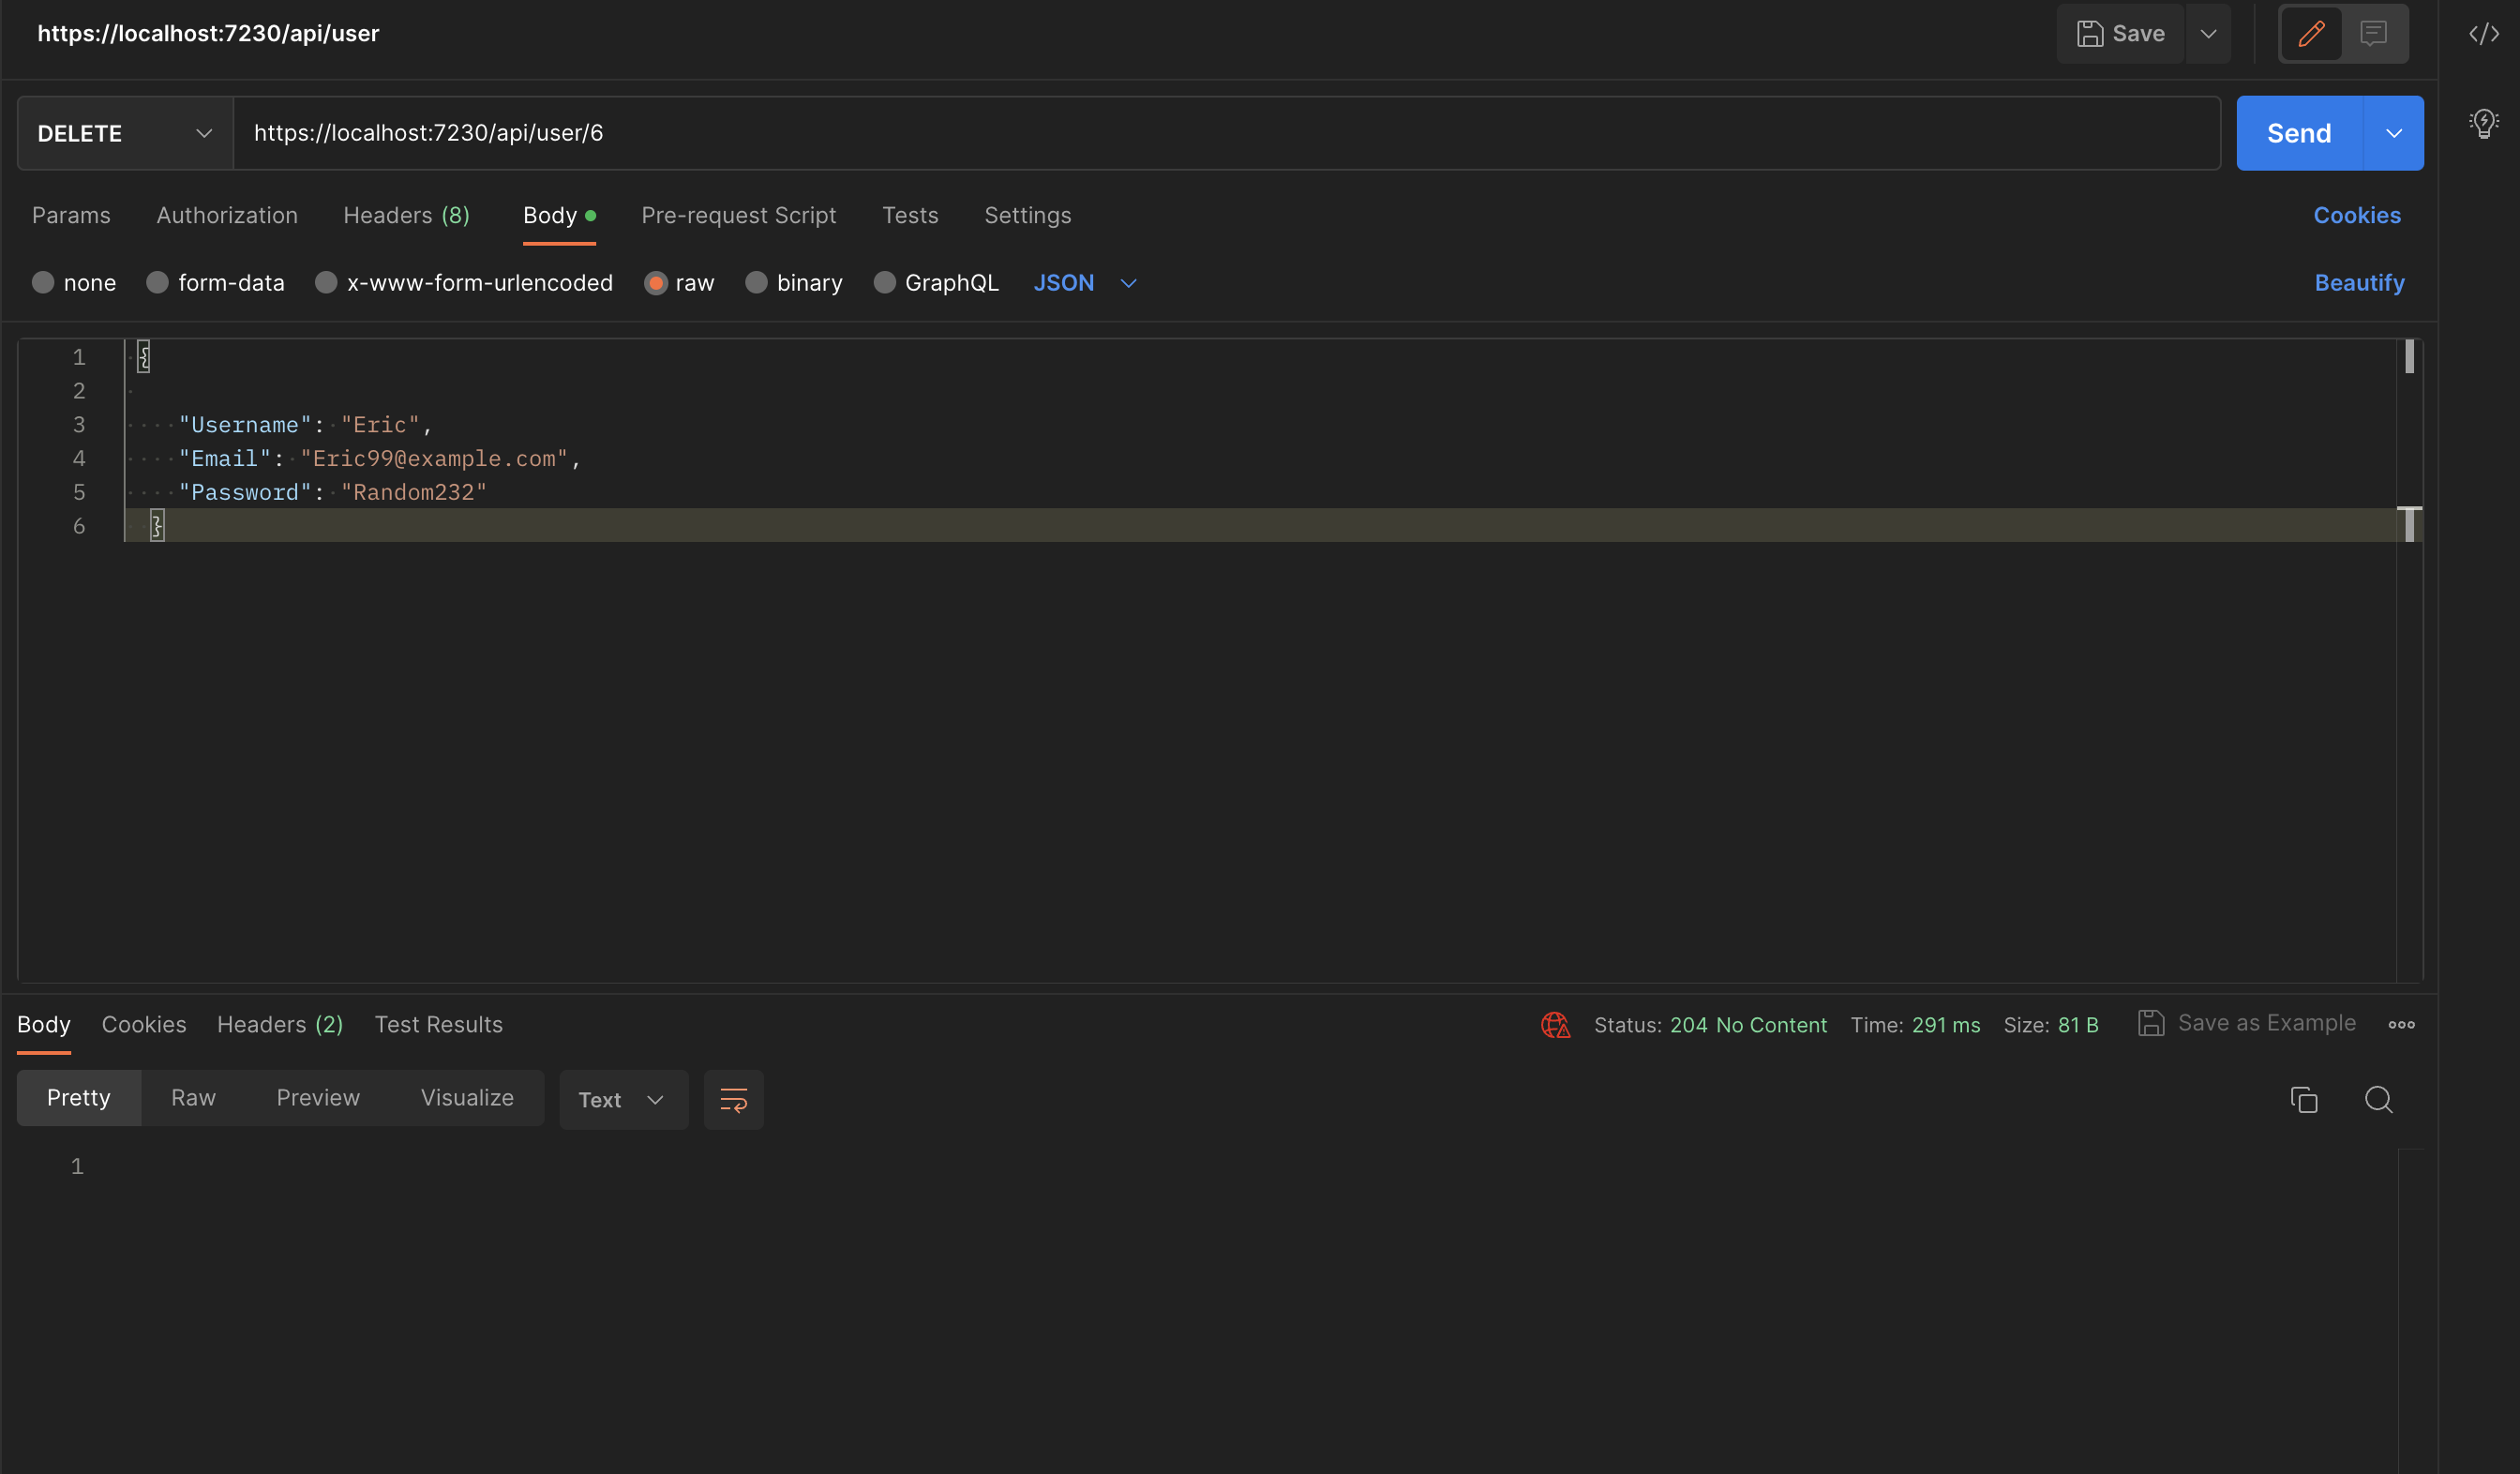 https://localhost:7230/api/user
Save
DELETE
https://localhost:7230/api/user/6
Send
Params Authorization Headers (8) Body Pre-request Script Tests Settings Cookies
none form-data x-www-form-urlencoded raw binary GraphQL JSON Beautify
1 {
2
3 "Username": "Eric",
4 "Email": "Eric99@example.com",
5 "Password": "Random232"
6 }
Body Cookies Headers (2) Test Results Status: 204 No Content Time: 291 ms Size: 81 B Save as Example
Pretty Raw Preview Visualize Text
1